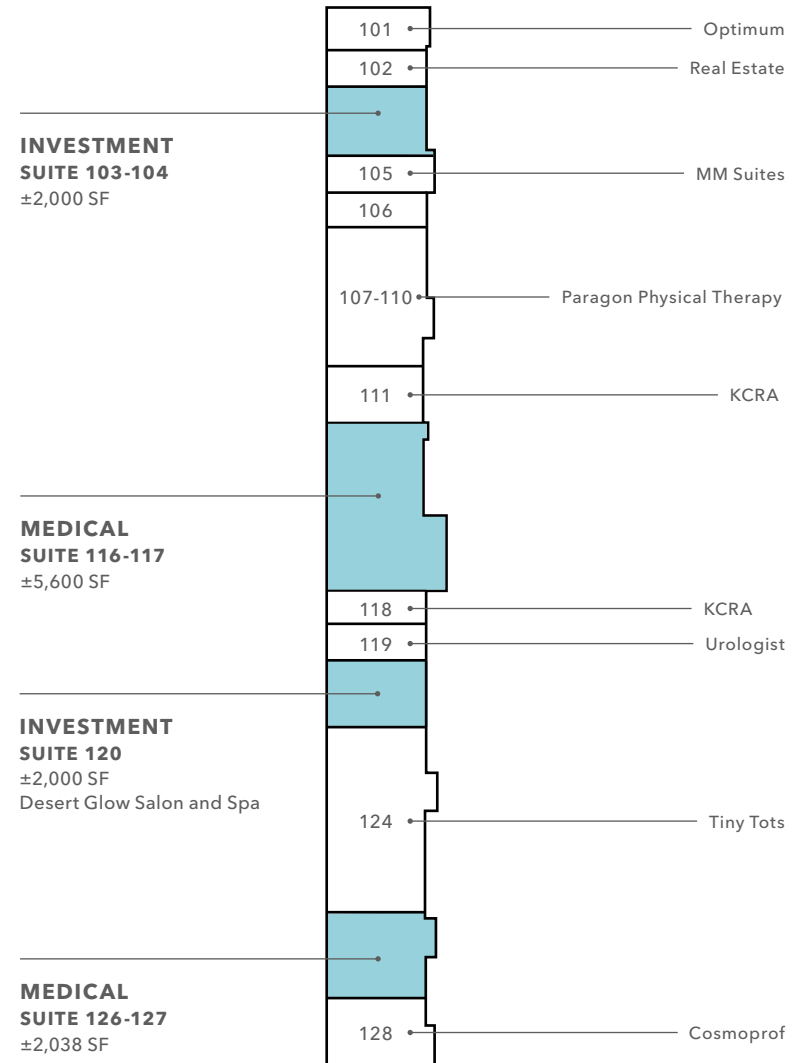 101
Optimum
102
Real Estate
INVESTMENT
SUITE 103-104
±2,000 SF
105
MM Suites
106
107-110
Paragon Physical Therapy
111
KCRA
MEDICAL
SUITE 116-117
±5,600 SF
118
KCRA
119
Urologist
INVESTMENT
SUITE 120
±2,000 SF
Desert Glow Salon and Spa
124
Tiny Tots
MEDICAL
SUITE 126-127
±2,038 SF
128
Cosmoprof